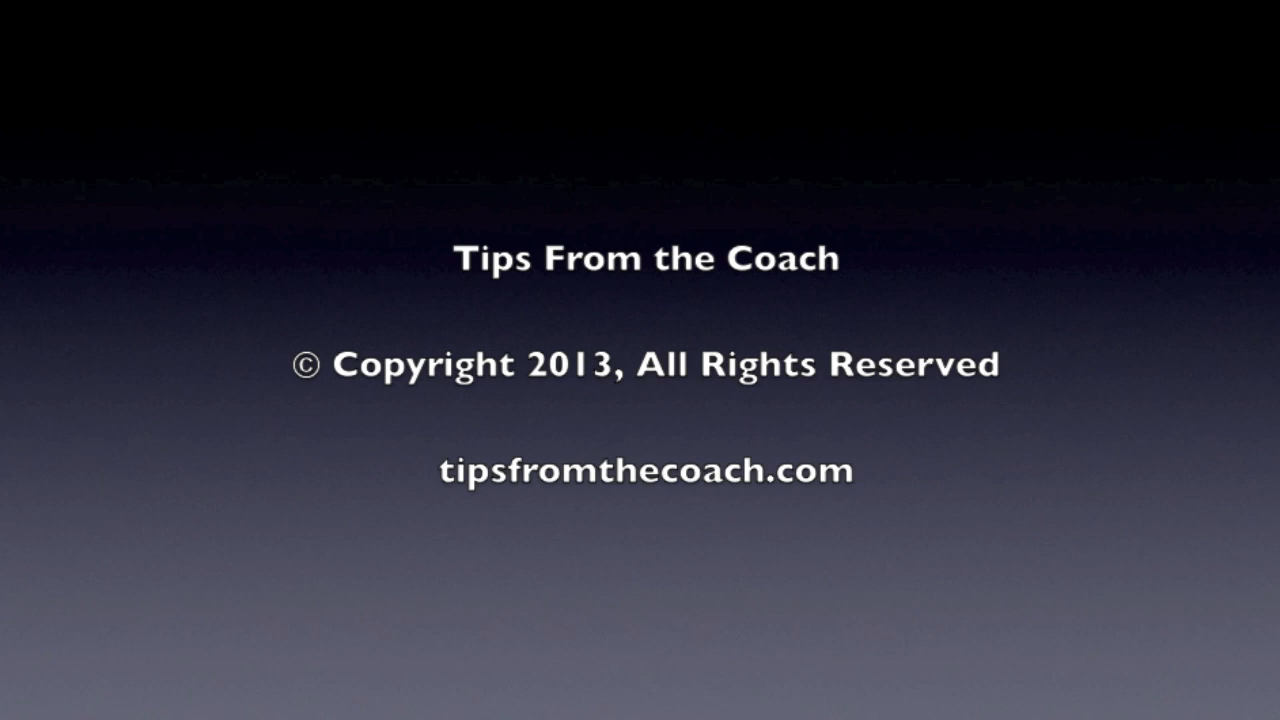 Tips From the Coach
© Copyright 2013, All Rights Reserved
tipsfromthecoach.com